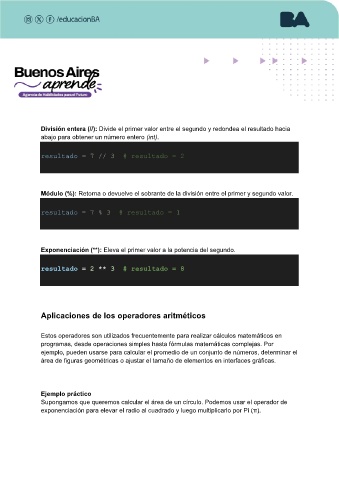 /educacionBA
BA
Buenos Aires
aprende
Agencia de Habilidades para el Futuro
División entera (//): Divide el primer valor entre el segundo y redondea el resultado hacia
abajo para obtener un número entero (int).
resultado = 7 // 3 # resultado = 2
Módulo (%): Retorna o devuelve el sobrante de la división entre el primer y segundo valor.
resultado = 7 % 3 # resultado = 1
Exponenciación (**): Eleva el primer valor a la potencia del segundo.
resultado = 2 ** 3 # resultado = 8
Aplicaciones de los operadores aritméticos
Estos operadores son utilizados frecuentemente para realizar cálculos matemáticos en
programas, desde operaciones simples hasta fórmulas matemáticas complejas. Por
ejemplo, pueden usarse para calcular el promedio de un conjunto de números, determinar el
área de figuras geométricas o ajustar el tamaño de elementos en interfaces gráficas.
Ejemplo práctico
Supongamos que queremos calcular el área de un círculo. Podemos usar el operador de
exponenciación para elevar el radio al cuadrado y luego multiplicarlo por PI (π).